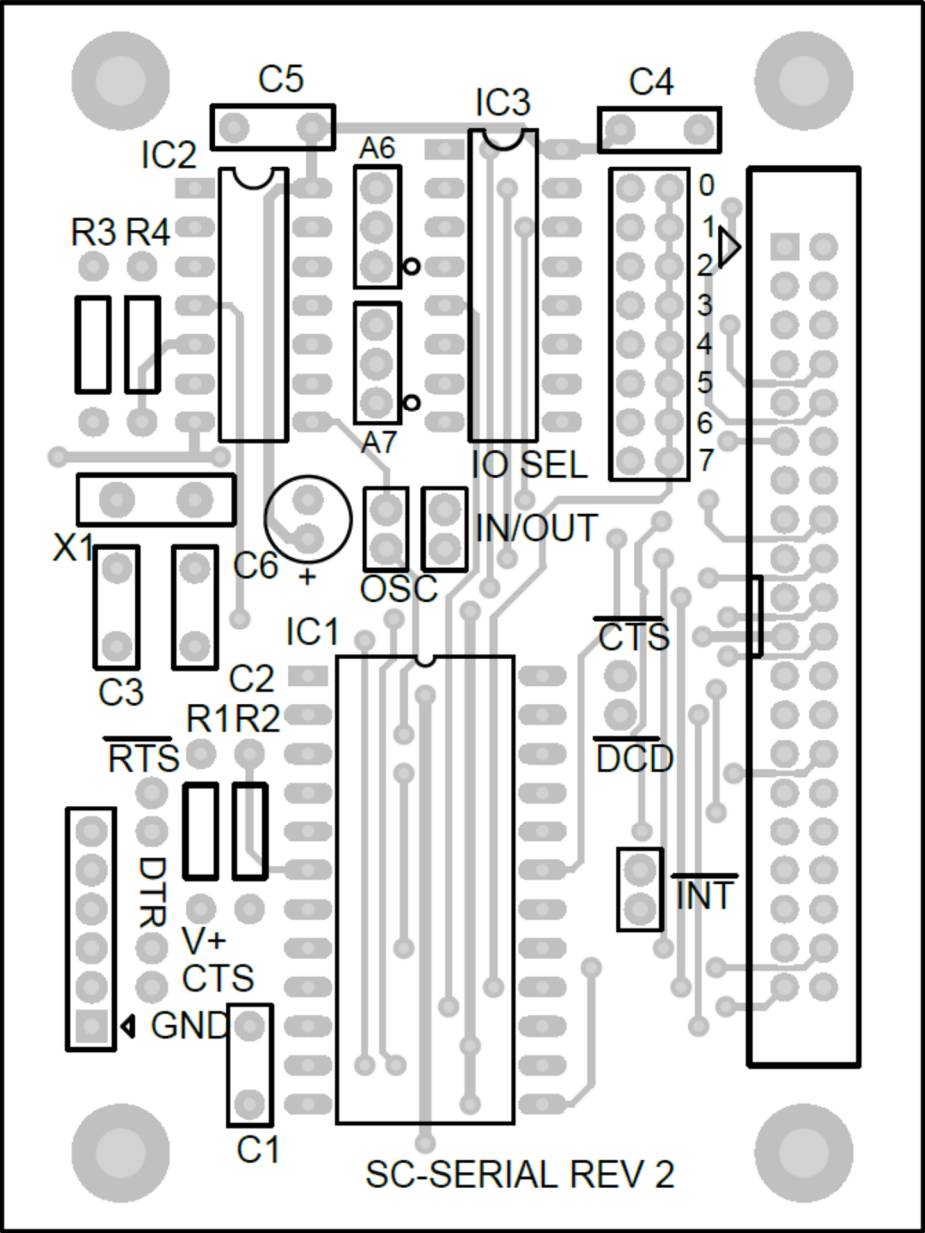 C5
C4
IC3
IC2
A6
0
1
2
3
4
5
6
7
R3 R4
A7
IO SEL
IN/OUT
X1
C6 +
OSC
IC1
CTS
C3
C2
R1 R2
RTS
DCD
DTR
INT
V+
CTS
GND
C1
SC-SERIAL REV 2